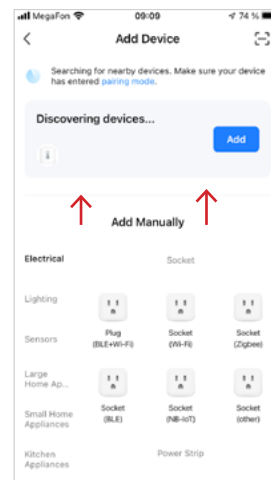 MegaFon 09:09 74 %
Add Device
Searching for nearby devices. Make sure your device
has entered pairing mode.
Discovering devices...
Add
Add Manually
Electrical
Socket
Lighting
Plug
(BLE+Wi-Fi)
Socket
(Wi-Fi)
Socket
(Zigbee)
Sensors
Large
Home Ap...
Socket
(BLE)
Socket
(NB-IoT)
Socket
(other)
Small Home
Appliances
Kitchen
Appliances
Power Strip